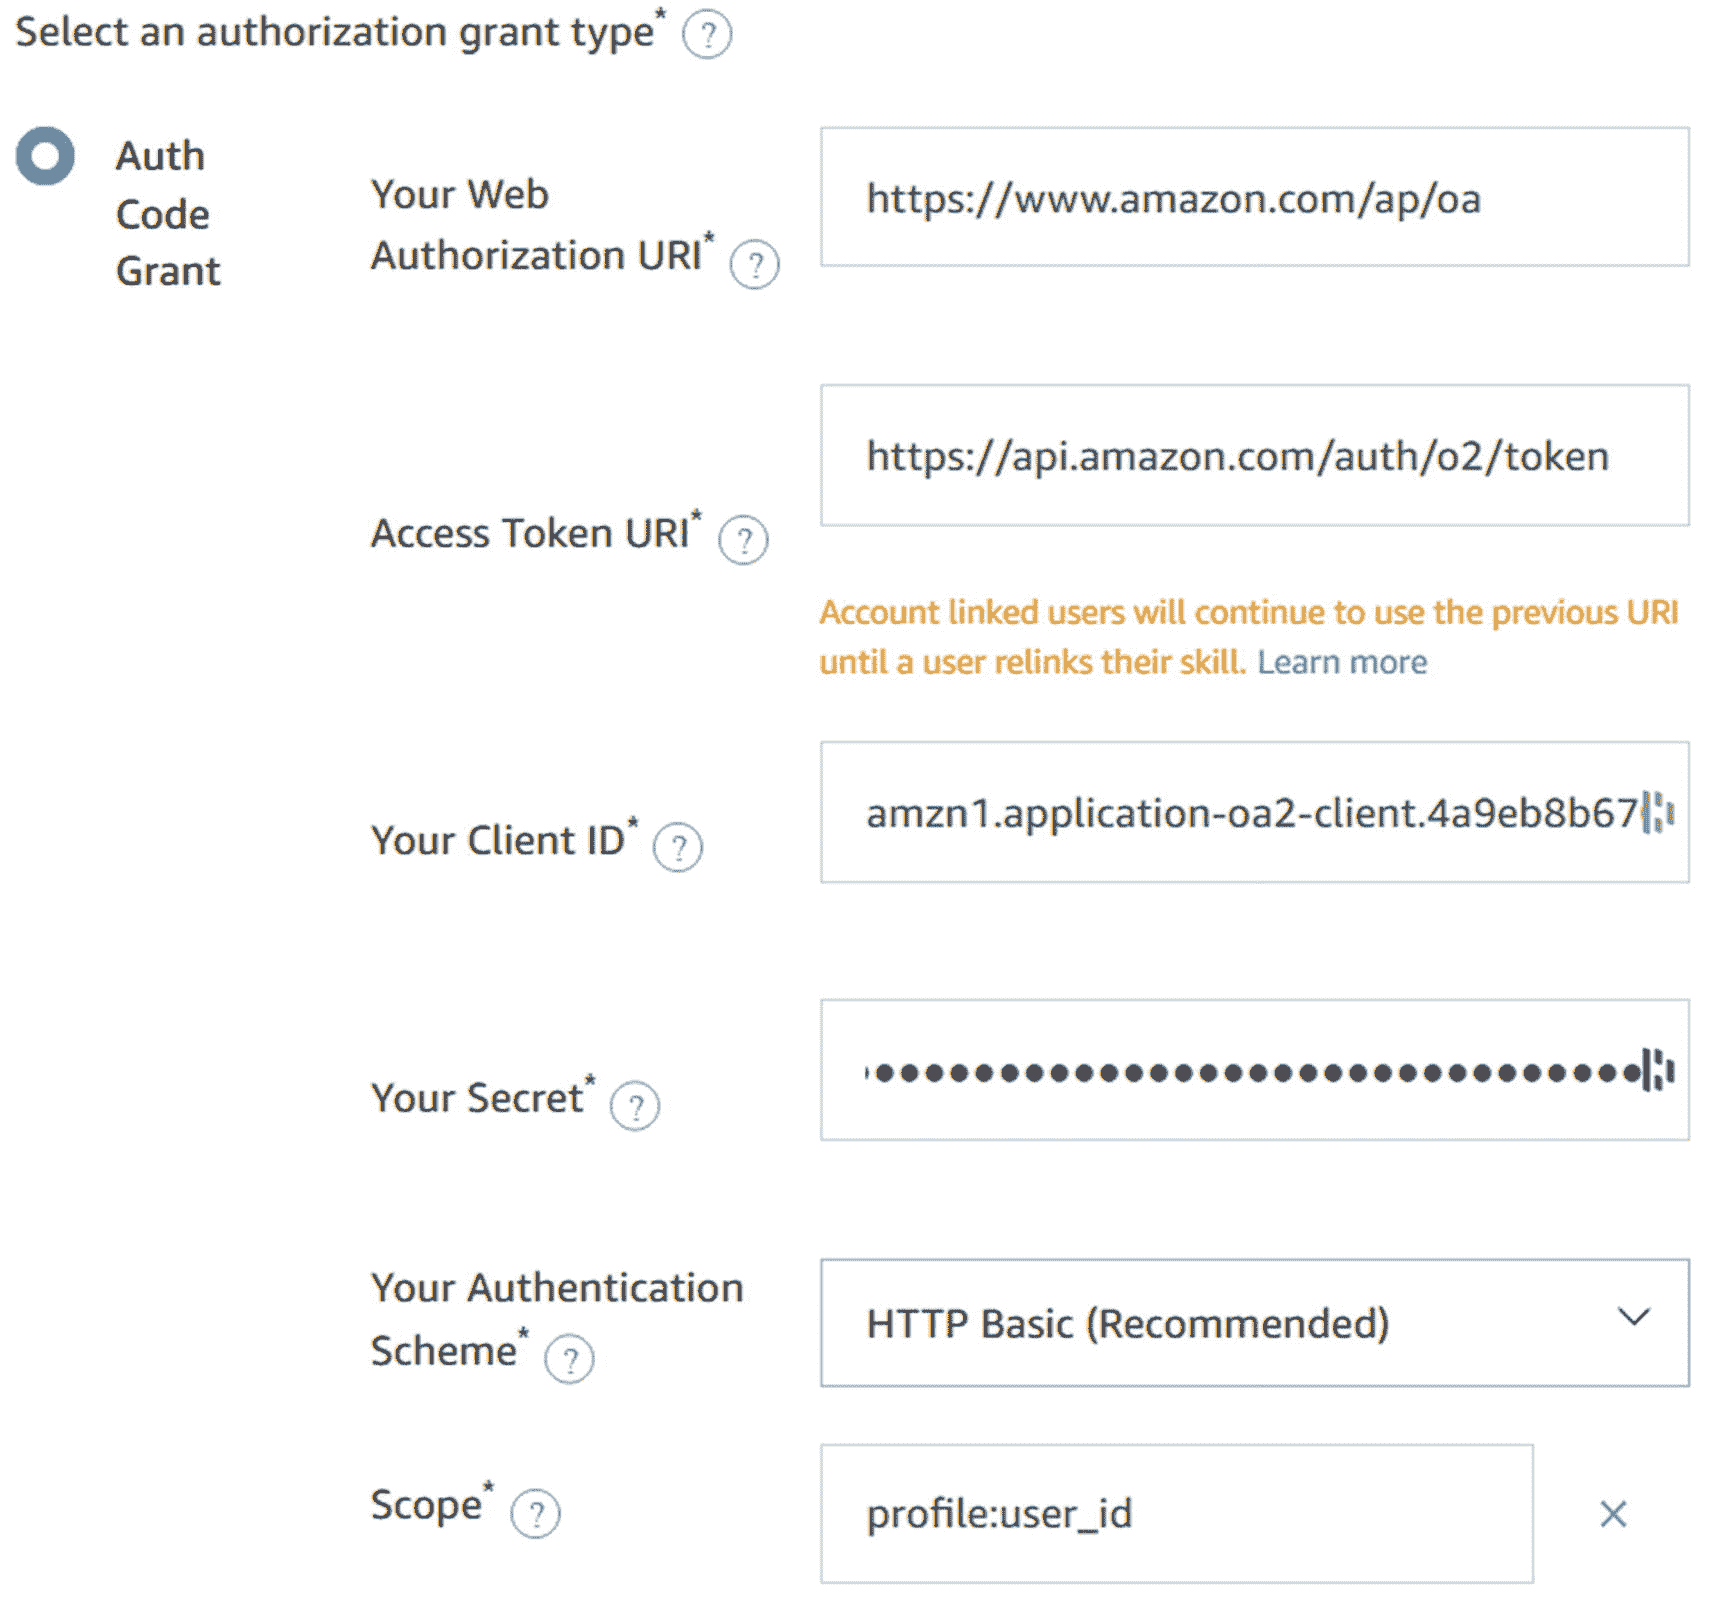 Select an authorization grant type* ?
Auth
Code
Grant
Your Web
Authorization URI* ?
https://www.amazon.com/ap/oa
Access Token URI* ?
https://api.amazon.com/auth/o2/token
Account linked users will continue to use the previous URI
until a user relinks their skill. Learn more
Your Client ID* ?
amzn1.application-oa2-client.4a9eb8b67
Your Secret* ?
Your Authentication
Scheme* ?
HTTP Basic (Recommended)
Scope* ?
profile:user_id